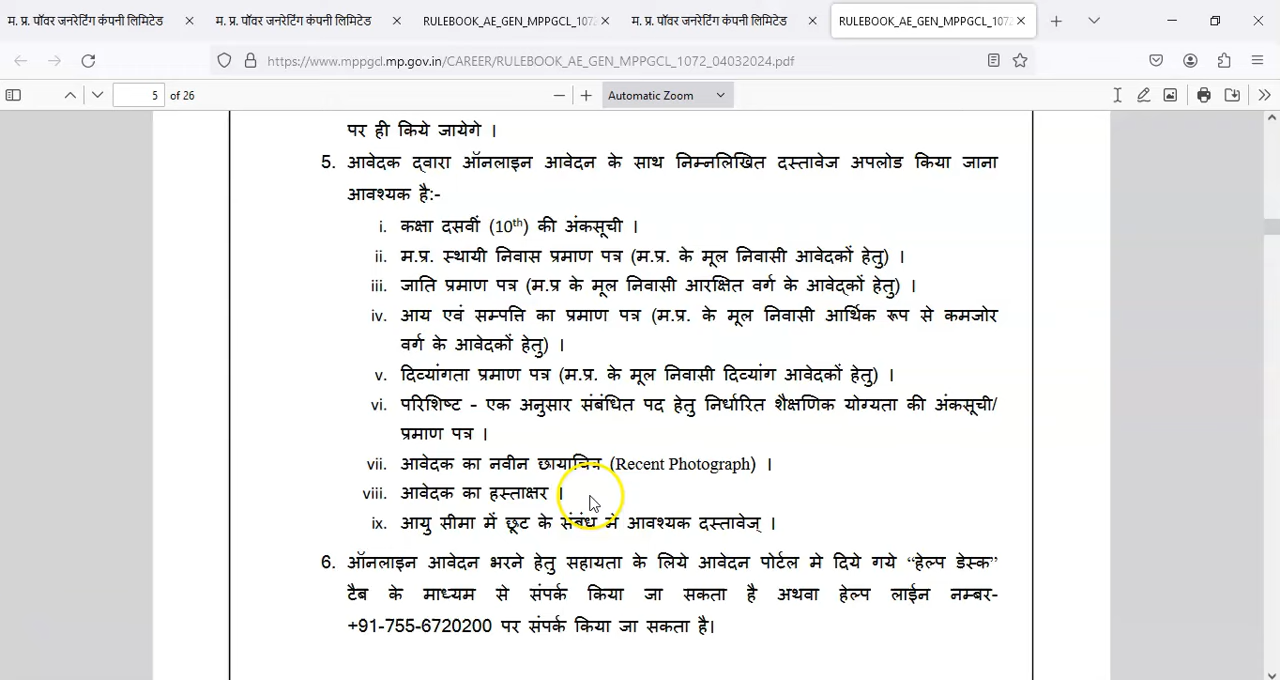 म. प्र. पॉवर जनरेटिंग कंपनी लिमिटेड
म. प्र. पॉवर जनरेटिंग कंपनी लिमिटेड
RULEBOOK_AE_GEN_MPPGCL_1072
म. प्र. पॉवर जनरेटिंग कंपनी लिमिटेड
RULEBOOK_AE_GEN_MPPGCL_1072
https://www.mppgcl.mp.gov.in/CAREER/RULEBOOK_AE_GEN_MPPGCL_1072_04032024.pdf
5 of 26
Automatic Zoom
पर ही किये जायेगे ।
5. आवेदक द्वारा ऑनलाइन आवेदन के साथ निम्नलिखित दस्तावेज अपलोड किया जाना
आवश्यक है:-
i. कक्षा दसवीं (10th) की अंकसूची ।
ii. म.प्र. स्थायी निवास प्रमाण पत्र (म.प्र. के मूल निवासी आवेदकों हेतु) ।
iii. जाति प्रमाण पत्र (म.प्र के मूल निवासी आरक्षित वर्ग के आवेद्कों हेतु) ।
iv. आय एवं सम्पत्ति का प्रमाण पत्र (म.प्र. के मूल निवासी आर्थिक रूप से कमजोर
वर्ग के आवेदकों हेतु) ।
v. दिव्यांगता प्रमाण पत्र (म.प्र. के मूल निवासी दिव्यांग आवेदकों हेतु) ।
vi. परिशिष्ट - एक अनुसार संबंधित पद हेतु निर्धारित शैक्षणिक योग्यता की अंकसूची/
प्रमाण पत्र ।
vii. आवेदक का नवीन छायाचित्र (Recent Photograph) ।
viii. आवेदक का हस्ताक्षर ।
ix. आयु सीमा में छूट के संबंध मे आवश्यक दस्तावेज् ।
6. ऑनलाइन आवेदन भरने हेतु सहायता के लिये आवेदन पोर्टल मे दिये गये “हेल्प डेस्क”
टैब के माध्यम से संपर्क किया जा सकता है अथवा हेल्प लाईन नम्बर-
+91-755-6720200 पर संपर्क किया जा सकता है।